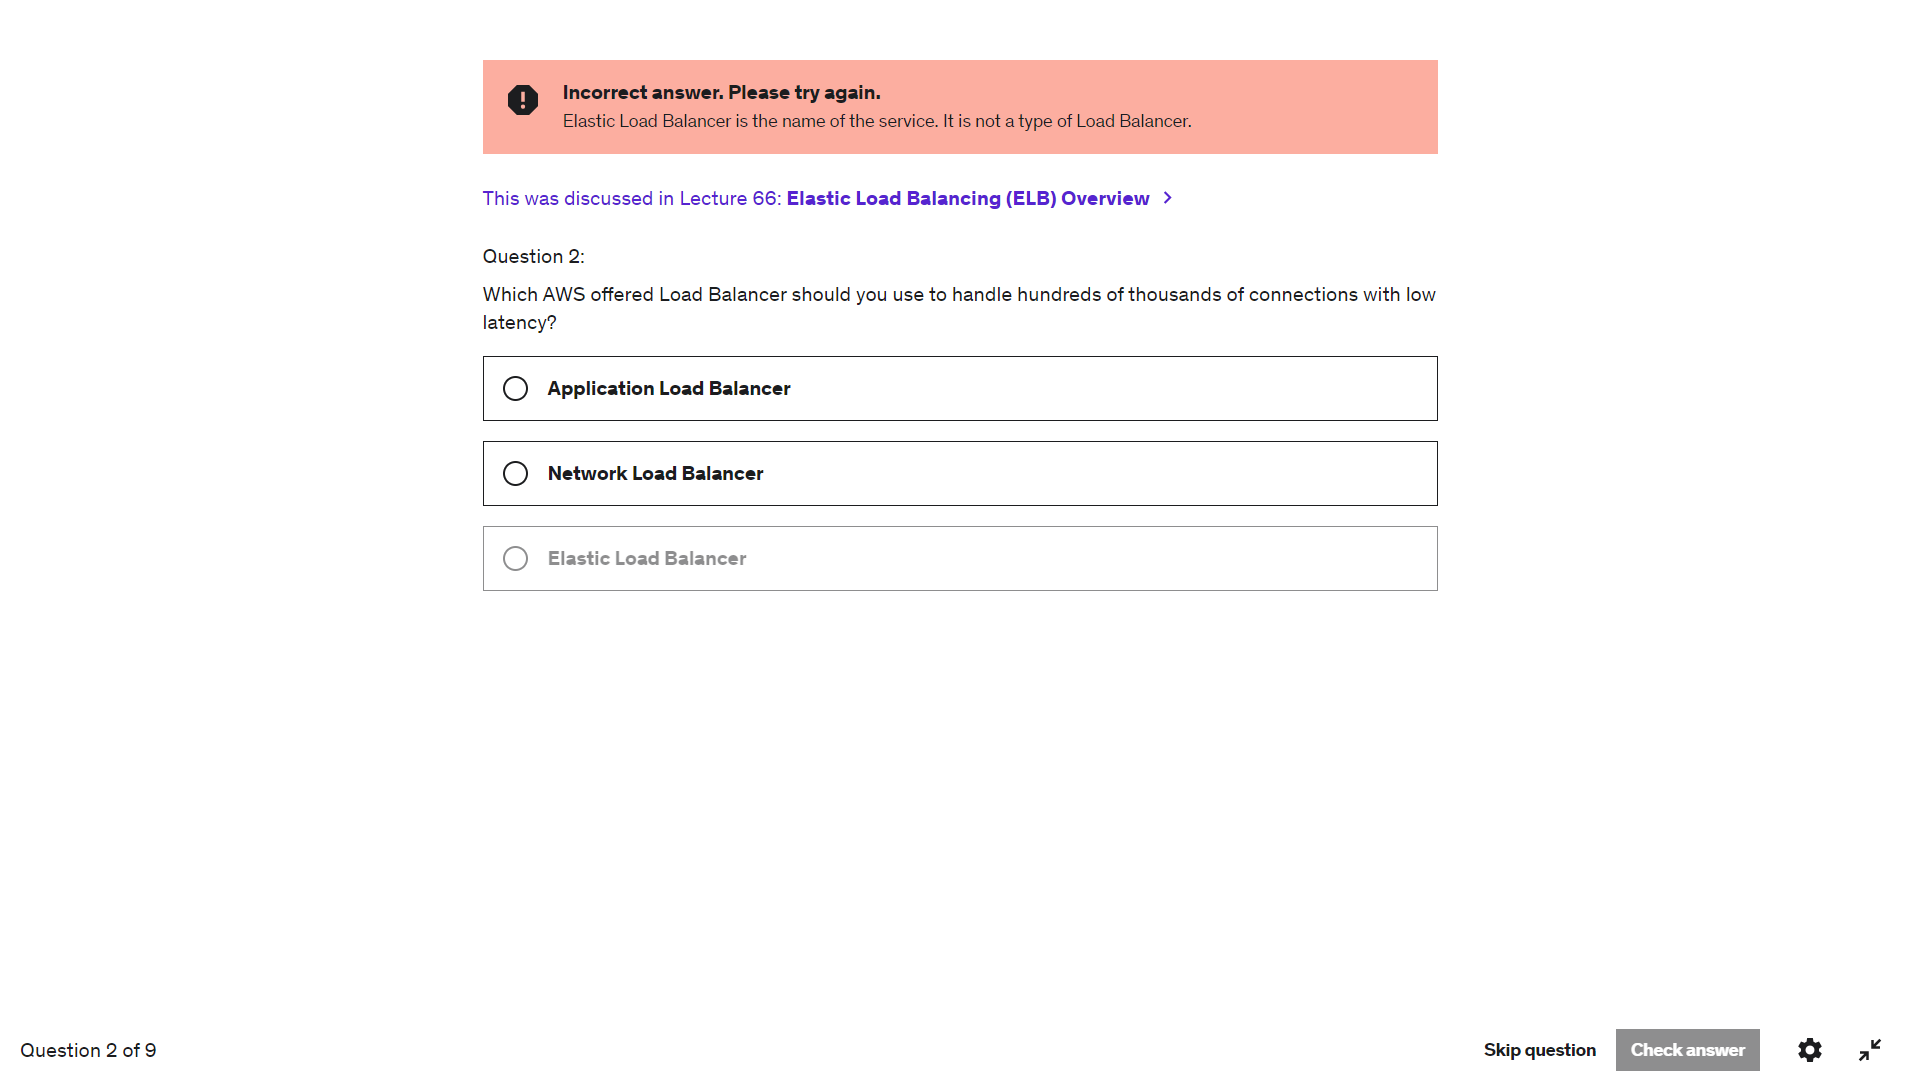 Incorrect answer. Please try again.
Elastic Load Balancer is the name of the service. It is not a type of Load Balancer.
This was discussed in Lecture 66: Elastic Load Balancing (ELB) Overview
Question 2:
Which AWS offered Load Balancer should you use to handle hundreds of thousands of connections with low
latency?
Application Load Balancer
Network Load Balancer
Elastic Load Balancer
Question 2 of 9
Skip question
Check answer